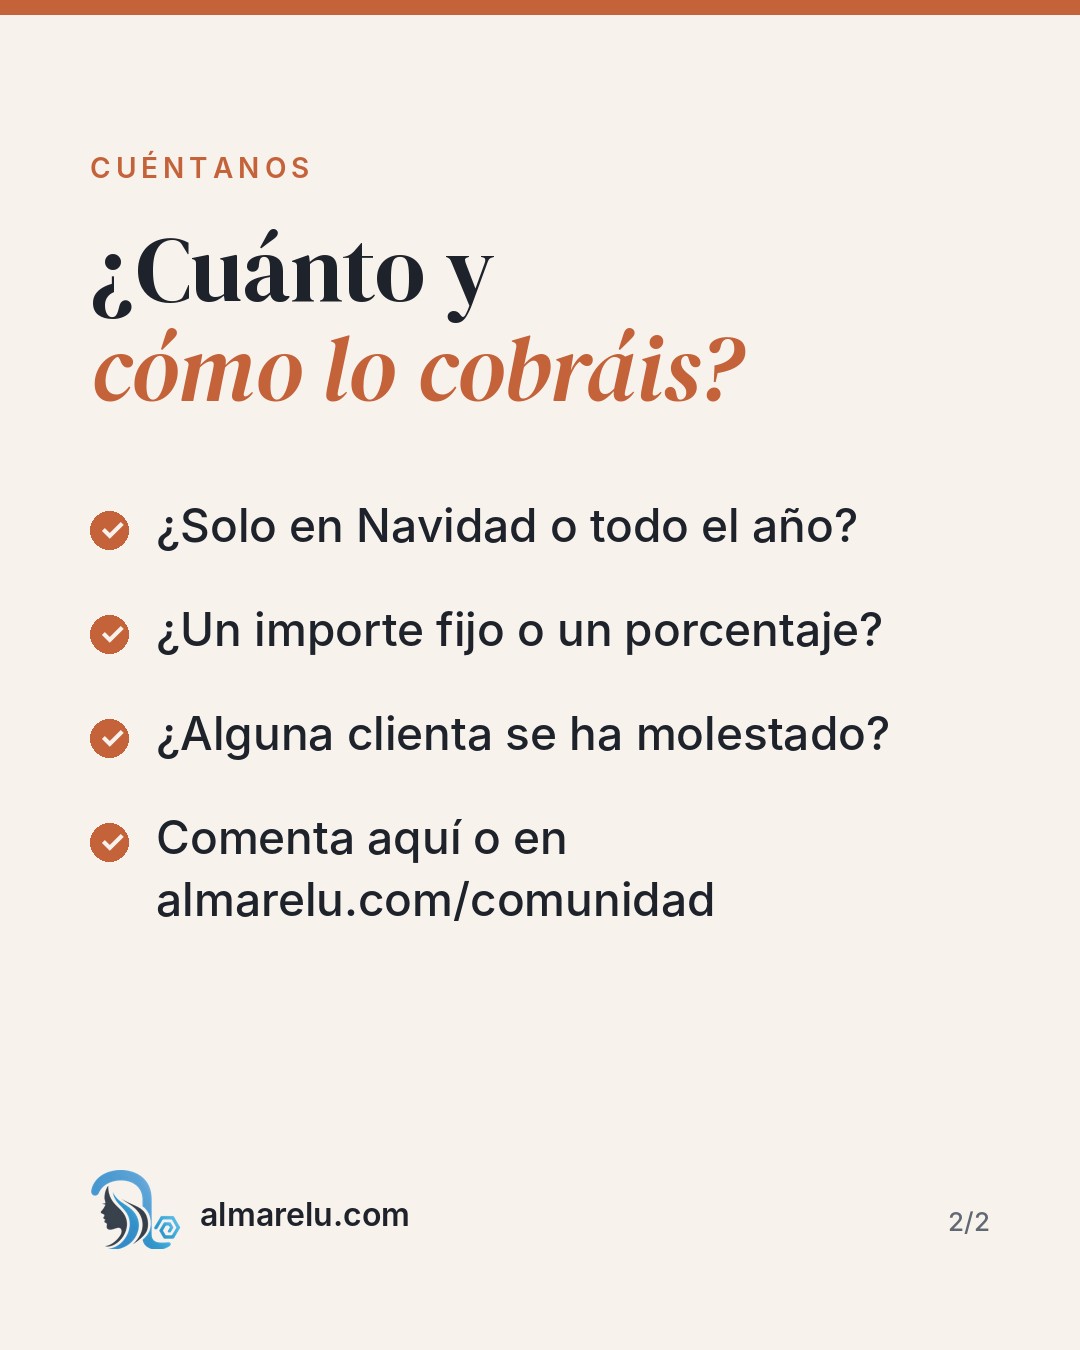 CUÉNTANOS
¿Cuánto y
cómo lo cobráis?
¿Solo en Navidad o todo el año?
¿Un importe fijo o un porcentaje?
¿Alguna clienta se ha molestado?
Comenta aquí o en
almarelu.com/comunidad
almarelu.com
2/2